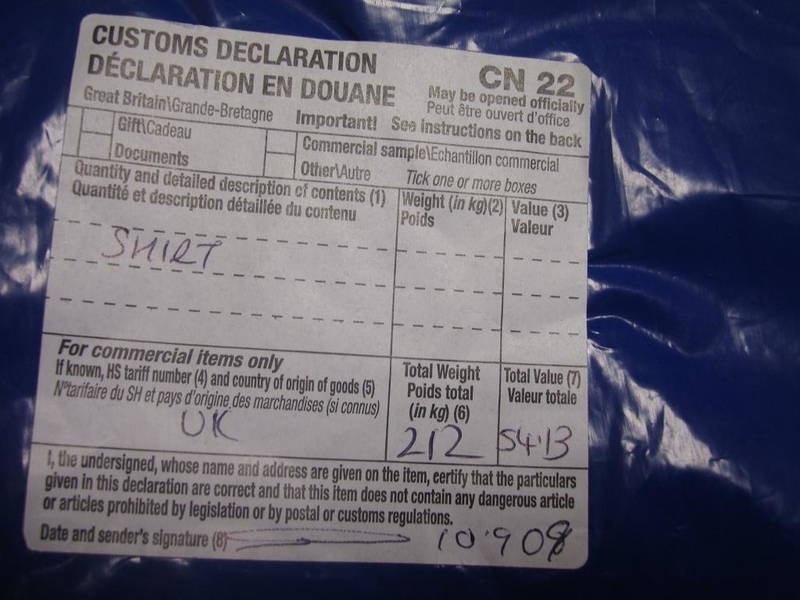 CUSTOMS DECLARATION
DÉCLARATION EN DOUANE
CN 22
May be opened officially
Peut être ouvert d'office
Great Britain\Grande-Bretagne
Important! See instructions on the back
Gift\Cadeau
Documents
Commercial sample\Echantillon commercial
Other/Autre Tick one or more boxes
Quantity and detailed description of contents (1)
Quantité et description détaillée du contenu
Weight (in kg)(2)
Poids
Value (3)
Valeur
SHIRT
For commercial items only
If known, HS tariff number (4) and country of origin of goods (5)
N°tarifaire du SH et pays d'origine des marchandises (si connus)
UK
Total Weight
Poids total
(in kg) (6)
212
Total Value (7)
Valeur totale
54.13
I, the undersigned, whose name and address are given on the item, certify that the particulars
given in this declaration are correct and that this item does not contain any dangerous article
or articles prohibited by legislation or by postal or customs regulations.
Date and sender's signature (8) 10.9.08